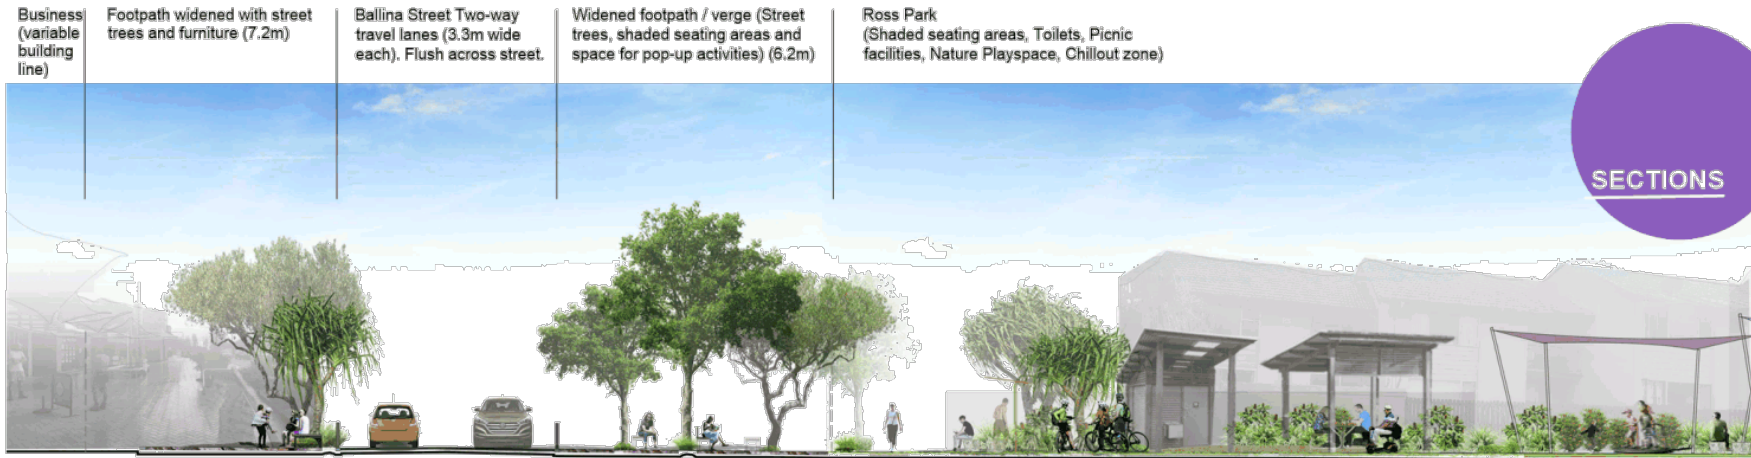 Business
(variable
building
line)
Footpath widened with street
trees and furniture (7.2m)
Ballina Street Two-way
travel lanes (3.3m wide
each). Flush across street.
Widened footpath / verge (Street
trees, shaded seating areas and
space for pop-up activities) (6.2m)
Ross Park
(Shaded seating areas, Toilets, Picnic
facilities, Nature Playspace, Chillout zone)
SECTIONS